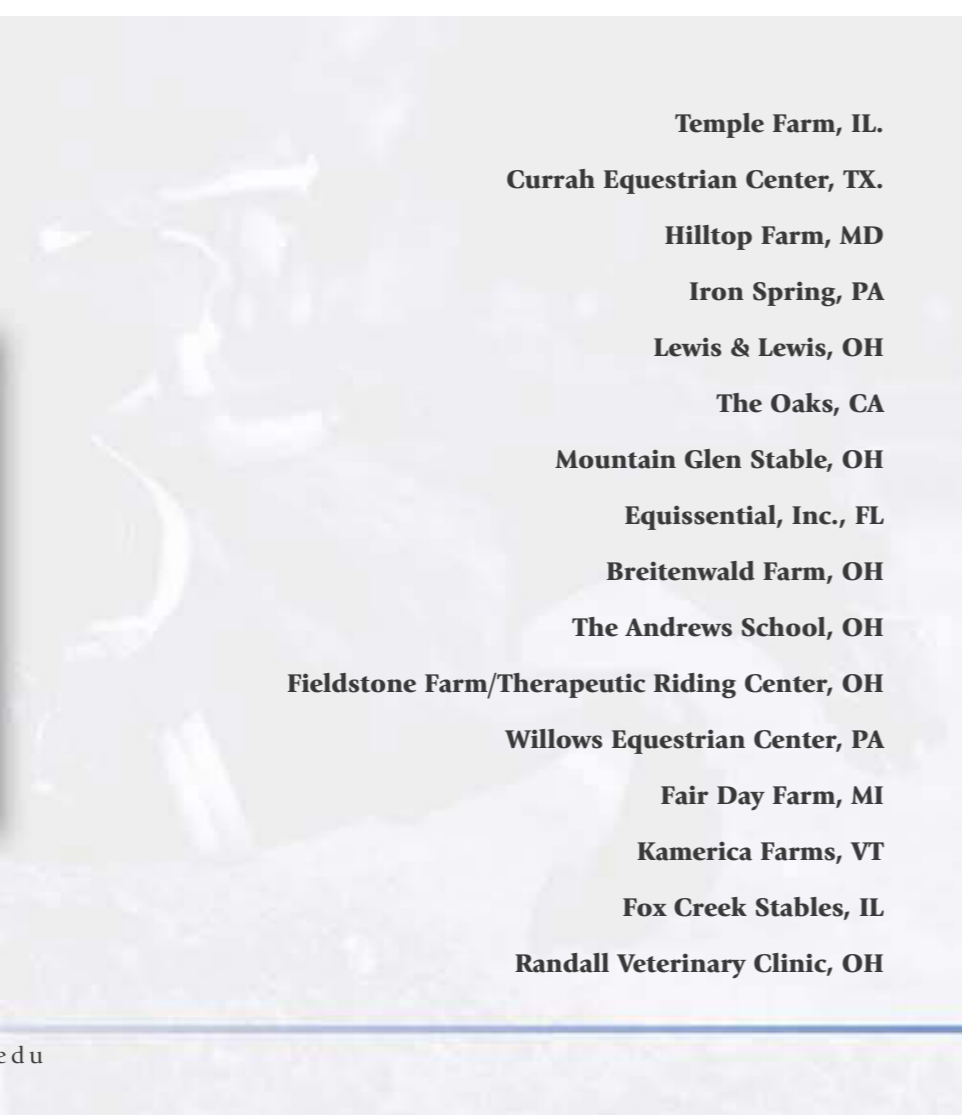 Temple Farm, IL.
Currah Equestrian Center, TX.
Hilltop Farm, MD
Iron Spring, PA
Lewis & Lewis, OH
The Oaks, CA
Mountain Glen Stable, OH
Equissential, Inc., FL
Breitenwald Farm, OH
The Andrews School, OH
Fieldstone Farm/Therapeutic Riding Center, OH
Willows Equestrian Center, PA
Fair Day Farm, MI
Kamerica Farms, VT
Fox Creek Stables, IL
Randall Veterinary Clinic, OH
edu